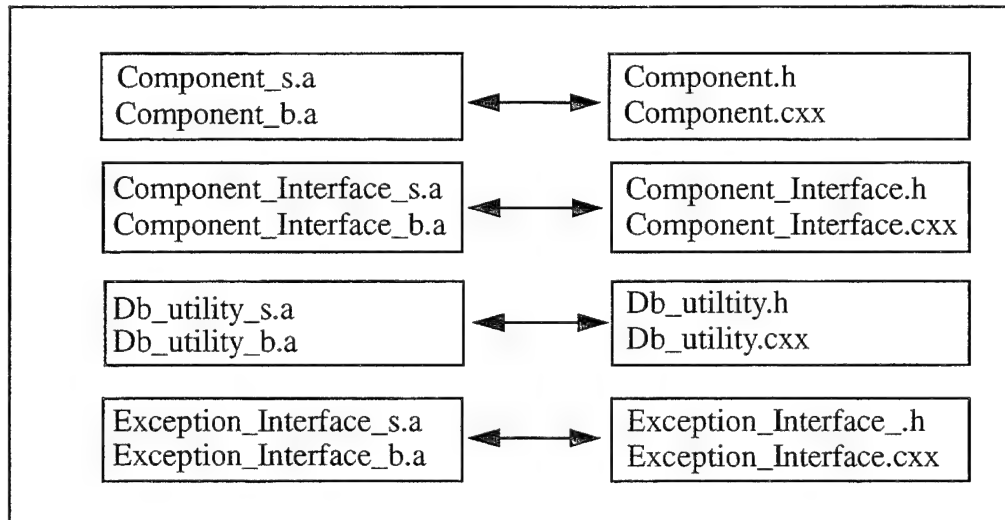 Component_s.a
Component_b.a
Component.h
Component.cxx
Component_Interface_s.a
Component_Interface_b.a
Component_Interface.h
Component_Interface.cxx
Db_utility_s.a
Db_utility_b.a
Db_utiltity.h
Db_utility.cxx
Exception_Interface_s.a
Exception_Interface_b.a
Exception_Interface_.h
Exception_Interface.cxx